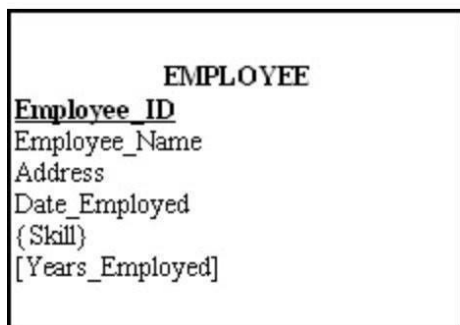 EMPLOYEE
Employee_ID
Employee_Name
Address
Date_Employed
{Skill}
[Years_Employed]